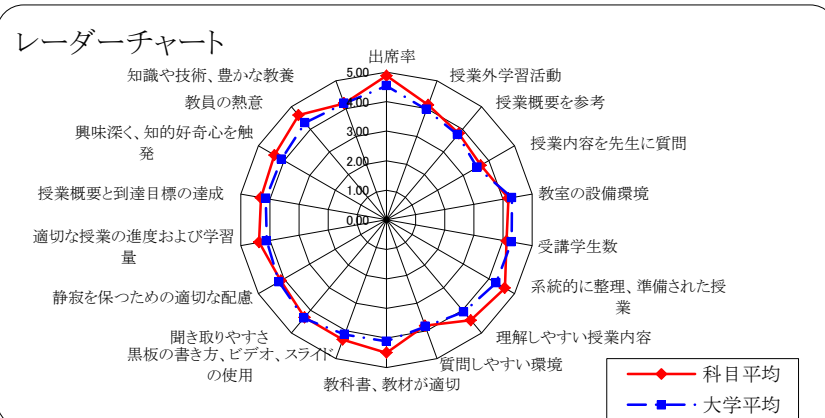 レーダーチャート
出席率
授業外学習活動
授業概要を参考
授業内容を先生に質問
教室の設備環境
受講学生数
系統的に整理、準備された授
業
理解しやすい授業内容
質問しやすい環境
教科書、教材が適切
黒板の書き方、ビデオ、スライド
の使用
聞き取りやすさ
静寂を保つための適切な配慮
適切な授業の進度および学習
量
授業概要と到達目標の達成
興味深く、知的好奇心を触
発
教員の熱意
知識や技術、豊かな教養
5.00
4.00
3.00
2.00
1.00
0.00
科目平均
大学平均